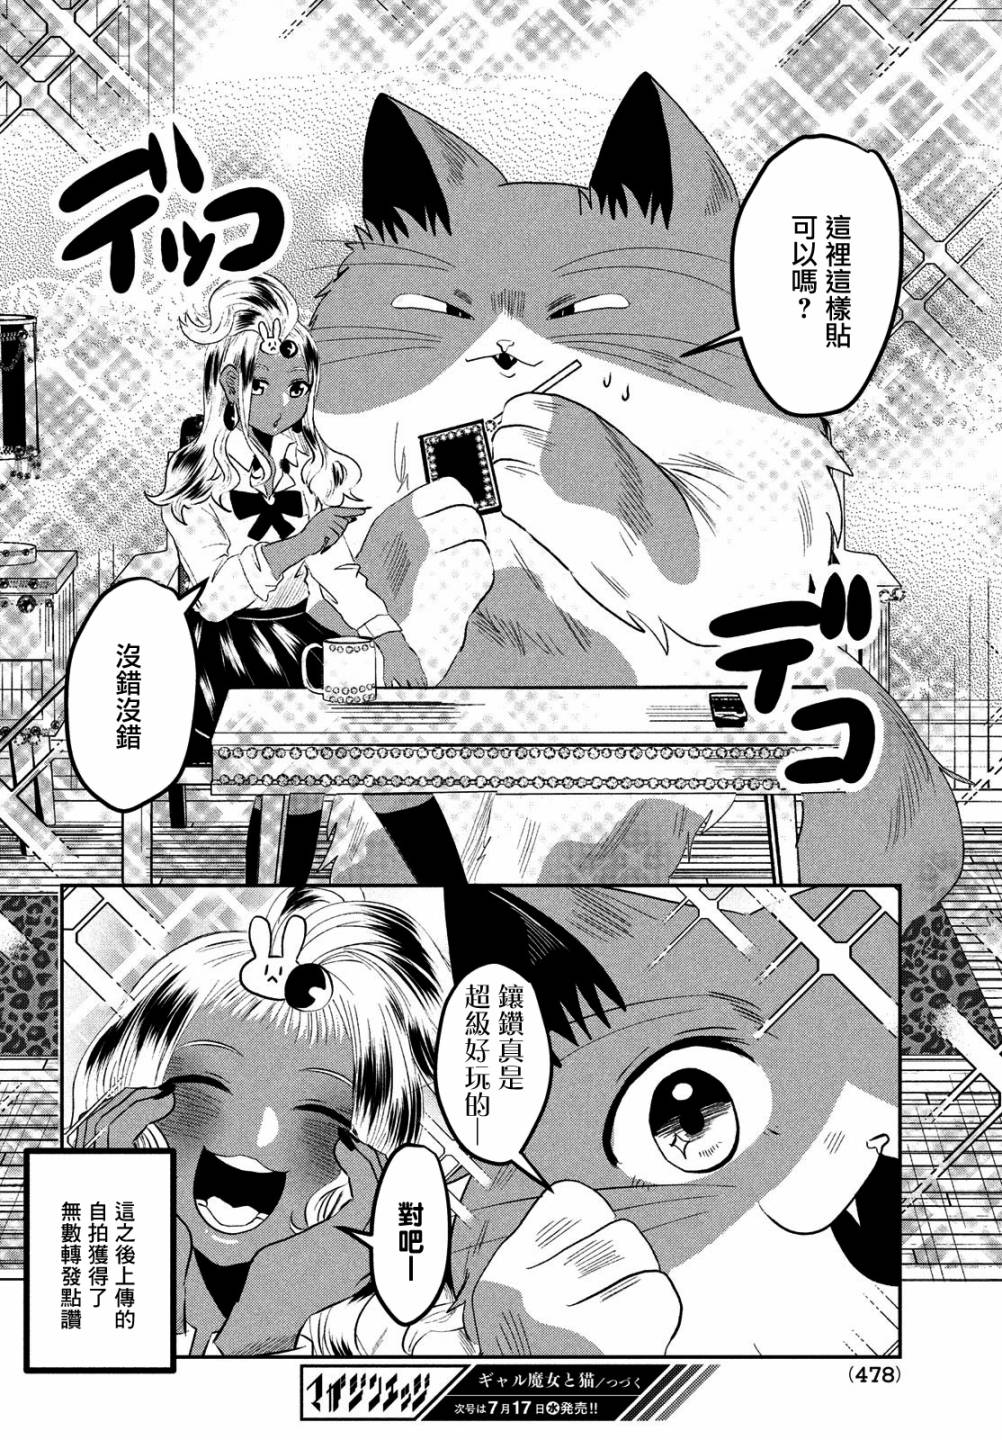 這裡這樣貼
可以嗎？
デッコ
沒錯沒錯
デコ
鑲鑽真是
超級好玩的—
對吧—
這之後上傳的
自拍獲得了
無數轉發點讚
マガジンエッジ
ギャル魔女と猫／つづく
次号は7月17日㊌発売!!
(478)